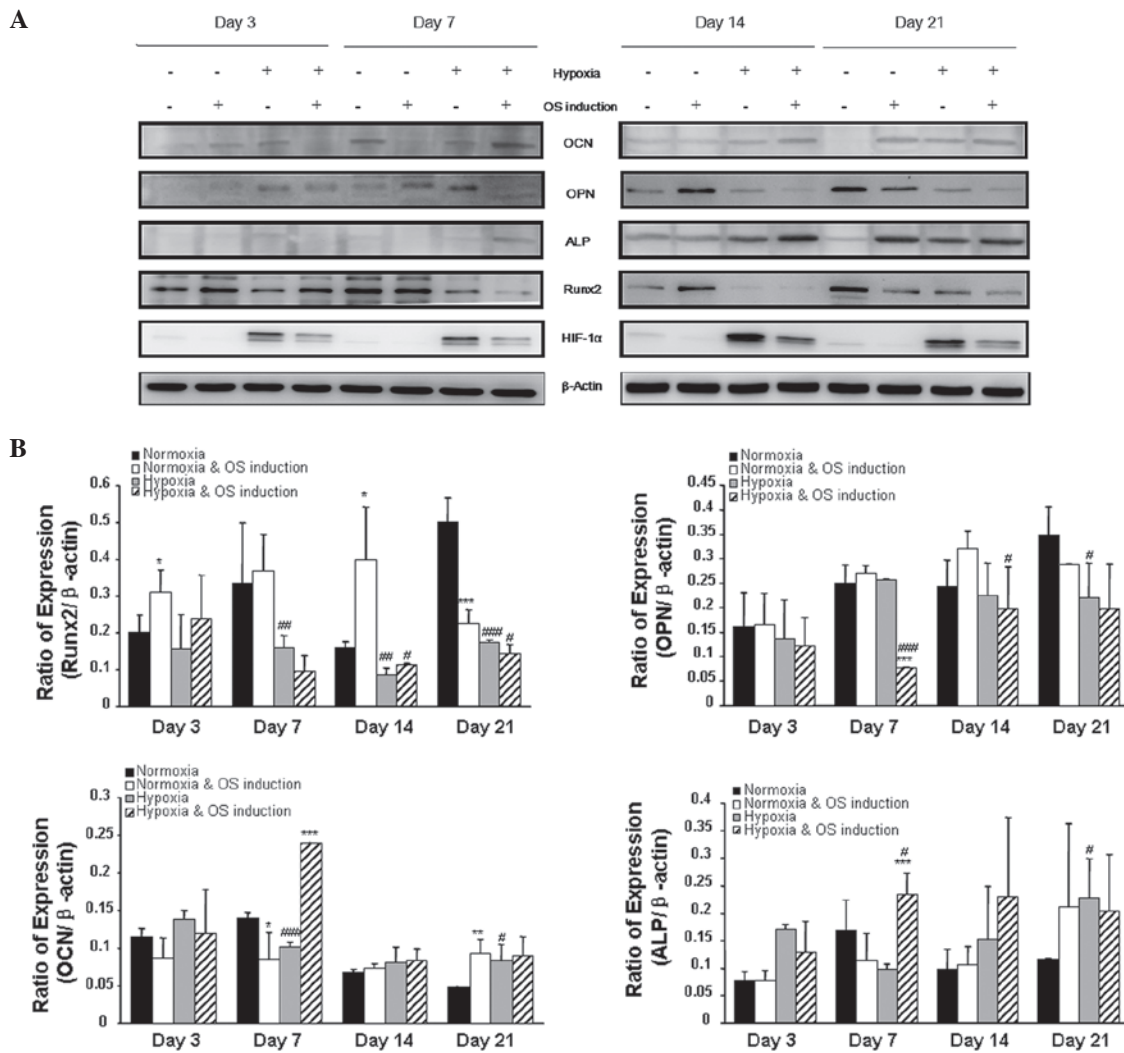 A
Day 3 Day 7 Day 14 Day 21
- - + + - - + + Hypoxia - - + + - - + +
- + - + - + - + OS induction - + - + - + - +
OCN
OPN
ALP
Runx2
HIF-1α
β-Actin
B
Normoxia
Normoxia & OS induction
Hypoxia
Hypoxia & OS induction
Ratio of Expression
(Runx2/ β -actin)
0.6
0.5
0.4
0.3
0.2
0.1
0
* ## * ## # *** ### #
Day 3 Day 7 Day 14 Day 21
Normoxia
Normoxia & OS induction
Hypoxia
Hypoxia & OS induction
Ratio of Expression
(OPN/ β -actin)
0.45
0.4
0.35
0.3
0.25
0.2
0.15
0.1
0.05
0
###
***
# #
Day 3 Day 7 Day 14 Day 21
Normoxia
Normoxia & OS induction
Hypoxia
Hypoxia & OS induction
Ratio of Expression
(OCN/ β -actin)
0.3
0.25
0.2
0.15
0.1
0.05
0
* ### *** ** #
Day 3 Day 7 Day 14 Day 21
Normoxia
Normoxia & OS induction
Hypoxia
Hypoxia & OS induction
Ratio of Expression
(ALP/ β -actin)
0.4
0.35
0.3
0.25
0.2
0.15
0.1
0.05
0
#
***
#
Day 3 Day 7 Day 14 Day 21